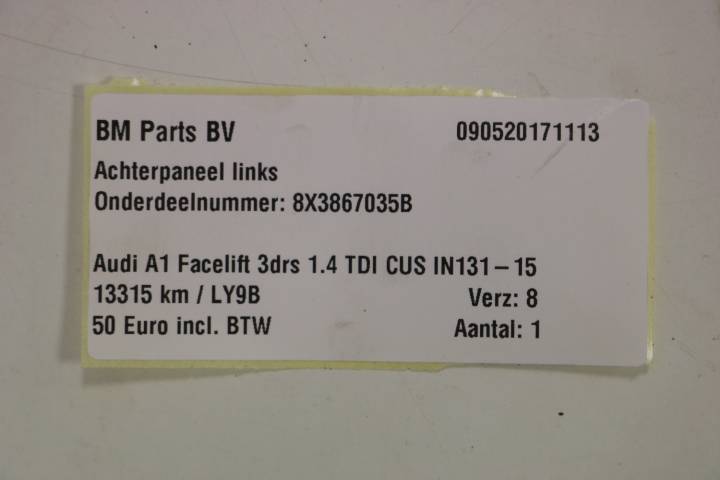 BM Parts BV 090520171113
Achterpaneel links
Onderdeelnummer: 8X3867035B
Audi A1 Facelift 3drs 1.4 TDI CUS IN131-15
13315 km / LY9B Verz: 8
50 Euro incl. BTW Aantal: 1